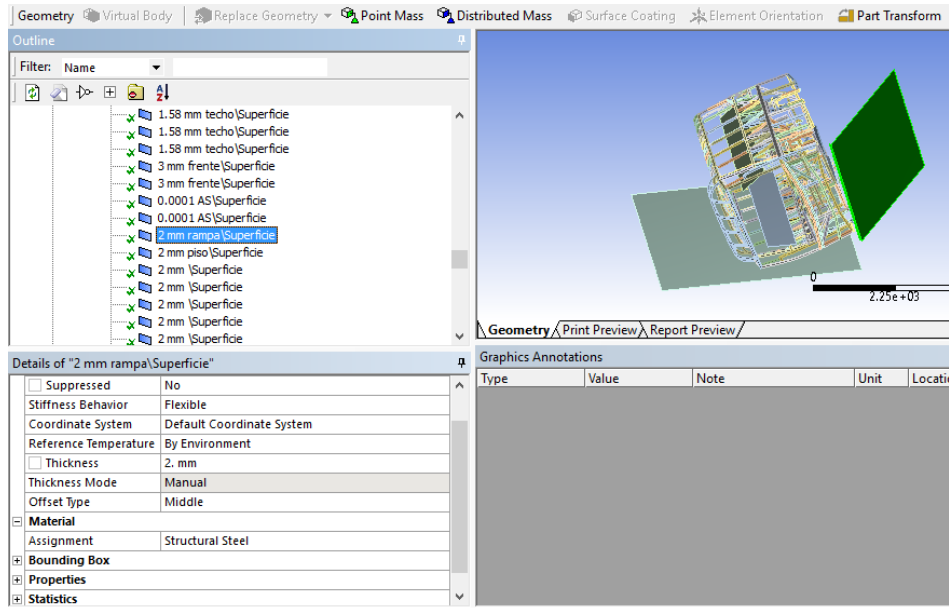 Geometry Virtual Body Replace Geometry Point Mass Distributed Mass Surface Coating Element Orientation Part Transform
Outline
Filter: Name
1.58 mm techo\Superficie
1.58 mm techo\Superficie
1.58 mm techo\Superficie
3 mm frente\Superficie
3 mm frente\Superficie
0.0001 AS\Superficie
0.0001 AS\Superficie
2 mm rampa\Superficie
2 mm piso\Superficie
2 mm \Superficie
2 mm \Superficie
2 mm \Superficie
2 mm \Superficie
2 mm \Superficie
0
2.25e+03
Geometry Print Preview Report Preview
Details of "2 mm rampa\Superficie"
Suppressed No
Stiffness Behavior Flexible
Coordinate System Default Coordinate System
Reference Temperature By Environment
Thickness 2. mm
Thickness Mode Manual
Offset Type Middle
Material
Assignment Structural Steel
Bounding Box
Properties
Statistics
Graphics Annotations
Type Value Note Unit Locatio